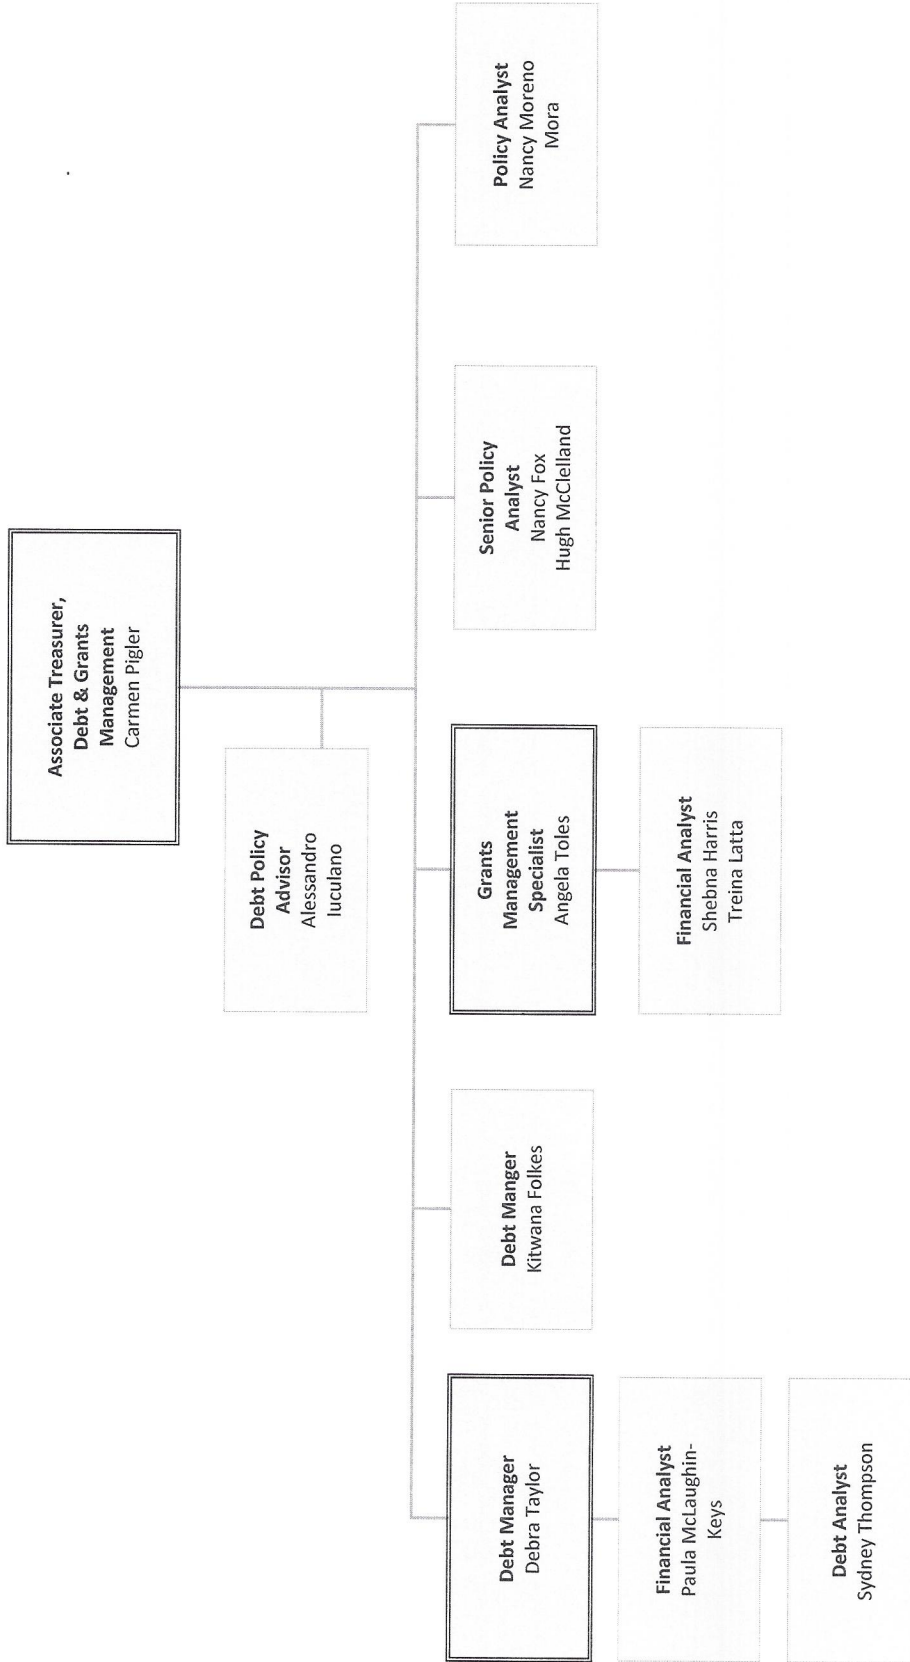 Associate Treasurer,
Debt & Grants
Management
Carmen Pigler
Debt Policy
Advisor
Alessandro
Iuculano
Debt Manager
Debra Taylor
Debt Manger
Kitwana Folkes
Grants
Management
Specialist
Angela Toles
Senior Policy
Analyst
Nancy Fox
Hugh McClelland
Policy Analyst
Nancy Moreno
Mora
Financial Analyst
Paula McLaughin-
Keys
Financial Analyst
Shebna Harris
Treina Latta
Debt Analyst
Sydney Thompson